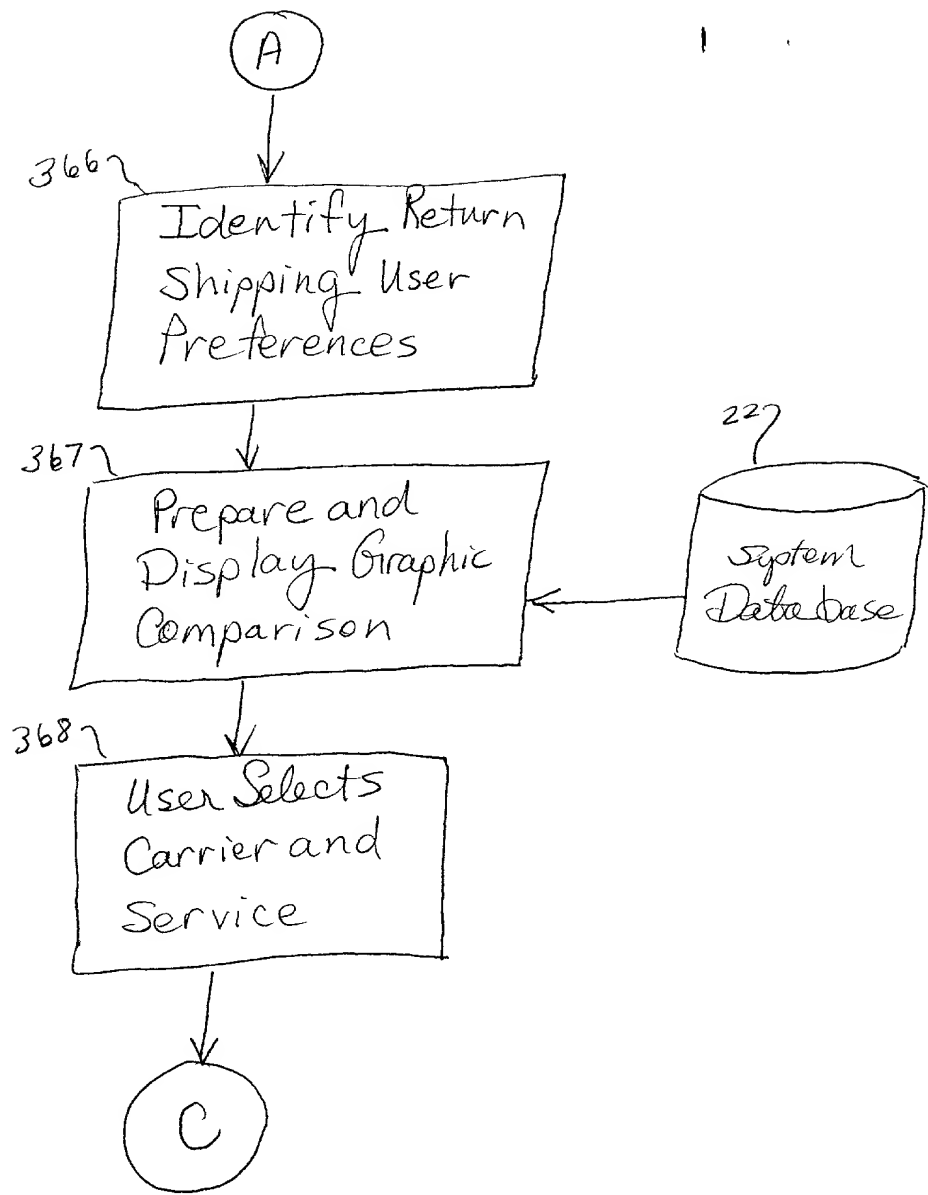 A
366
Identify Return
Shipping User
Preferences
367
Prepare and
Display Graphic
Comparison
22
System
Database
368
User Selects
Carrier and
Service
C